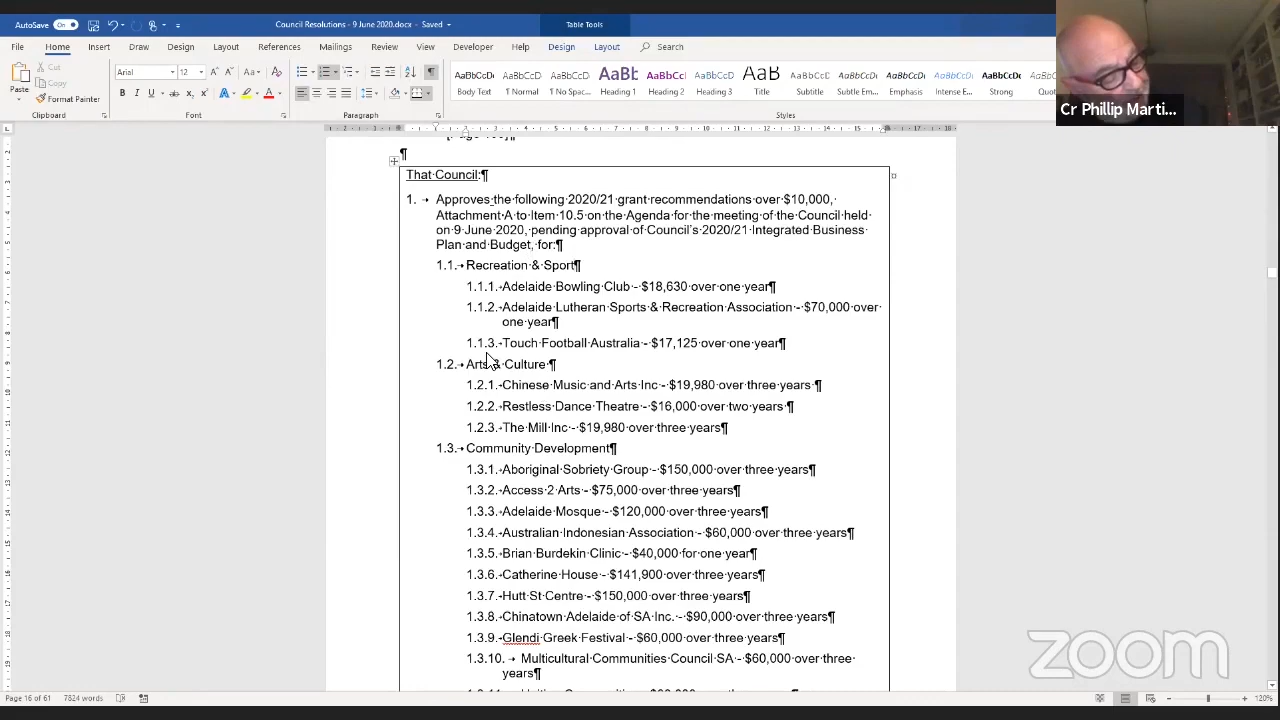 AutoSave On
Council Resolutions - 9 June 2020.docx - Saved
Table Tools
File Home Insert Draw Design Layout References Mailings Review View Developer Help Design Layout Search
Paste
Cut
Copy
Format Painter
Arial 12
AaBbCcDc AaBbCcDc AaBbCcDc AaBb AaBbCcI AaBbCcD AaB AaBbCcD AaBbCcDc AaBbCcDc AaBbCcDc AaBbCcDc
Body Text ¶ Normal ¶ No Spac... Heading 1 Heading 2 Heading 3 Title Subtitle Subtle Em... Emphasis Intense E... Strong
Clipboard Font Paragraph Styles
Cr Phillip Marti...
That Council:¶
1. Approves the following 2020/21 grant recommendations over $10,000,
Attachment A to Item 10.5 on the Agenda for the meeting of the Council held
on 9 June 2020, pending approval of Council's 2020/21 Integrated Business
Plan and Budget, for:¶
1.1. Recreation & Sport¶
1.1.1. Adelaide Bowling Club - $18,630 over one year¶
1.1.2. Adelaide Lutheran Sports & Recreation Association - $70,000 over
one year¶
1.1.3. Touch Football Australia - $17,125 over one year¶
1.2. Arts & Culture ¶
1.2.1. Chinese Music and Arts Inc - $19,980 over three years ¶
1.2.2. Restless Dance Theatre - $16,000 over two years ¶
1.2.3. The Mill Inc - $19,980 over three years¶
1.3. Community Development¶
1.3.1. Aboriginal Sobriety Group - $150,000 over three years¶
1.3.2. Access 2 Arts - $75,000 over three years¶
1.3.3. Adelaide Mosque - $120,000 over three years¶
1.3.4. Australian Indonesian Association - $60,000 over three years¶
1.3.5. Brian Burdekin Clinic - $40,000 for one year¶
1.3.6. Catherine House - $141,900 over three years¶
1.3.7. Hutt St Centre - $150,000 over three years¶
1.3.8. Chinatown Adelaide of SA Inc. - $90,000 over three years¶
1.3.9. Glendi Greek Festival - $60,000 over three years¶
1.3.10. Multicultural Communities Council SA - $60,000 over three
years¶
zoom
Page 16 of 61 7824 words
120%